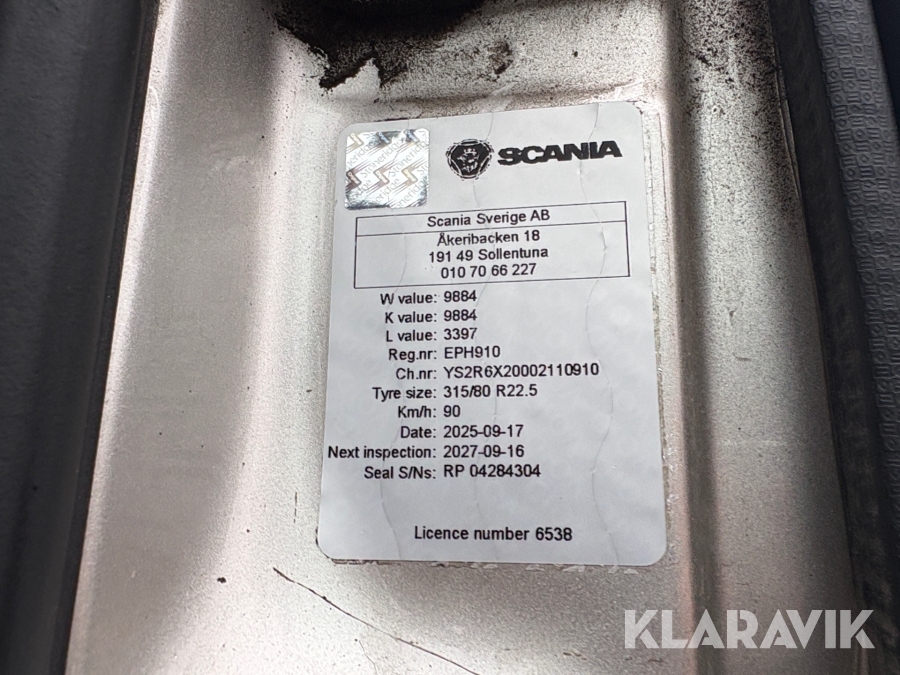 SCANIA
Scania Sverige AB
Åkeribacken 18
191 49 Sollentuna
010 70 66 227
W value: 9884
K value: 9884
L value: 3397
Reg.nr: EPH910
Ch.nr: YS2R6X20002110910
Tyre size: 315/80 R22.5
Km/h: 90
Date: 2025-09-17
Next inspection: 2027-09-16
Seal S/Ns: RP 04284304
Licence number 6538
KLARAVIK